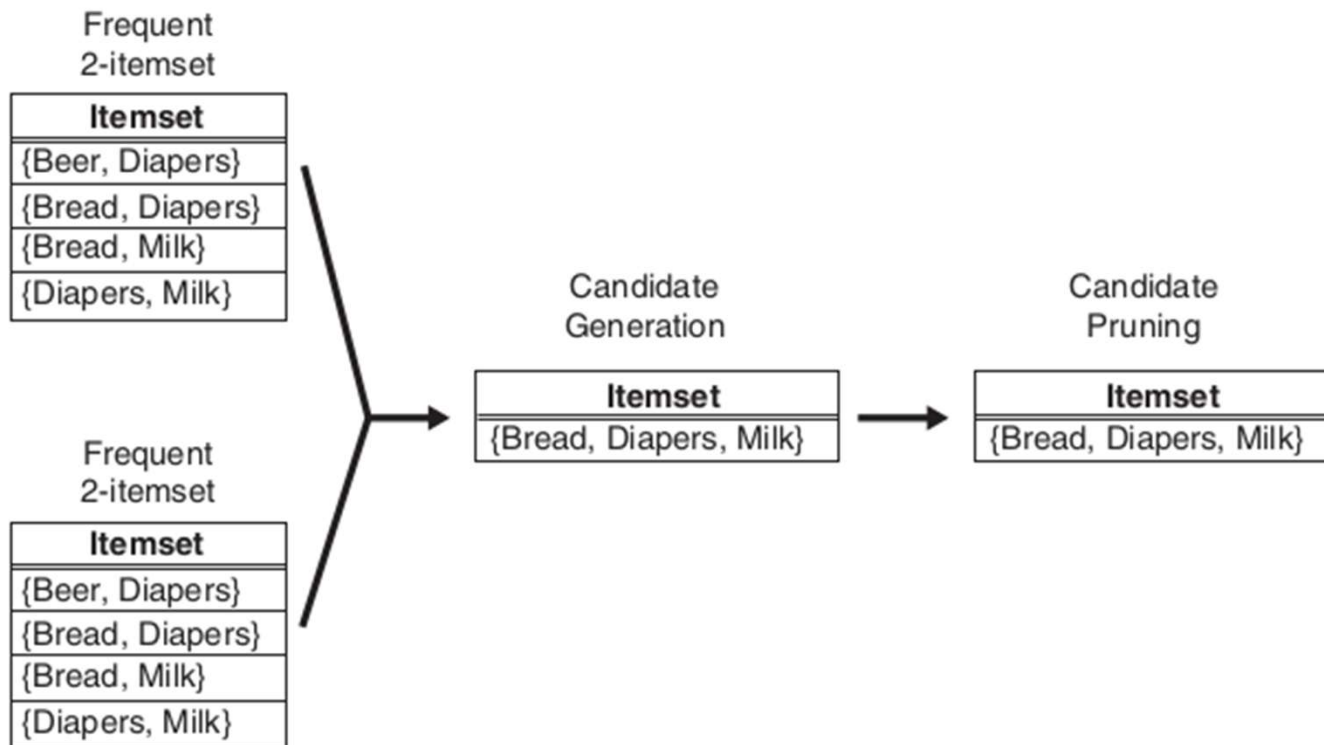 Frequent
2-itemset
Itemset
{Beer, Diapers}
{Bread, Diapers}
{Bread, Milk}
{Diapers, Milk}
Frequent
2-itemset
Itemset
{Beer, Diapers}
{Bread, Diapers}
{Bread, Milk}
{Diapers, Milk}
Candidate
Generation
Itemset
{Bread, Diapers, Milk}
Candidate
Pruning
Itemset
{Bread, Diapers, Milk}